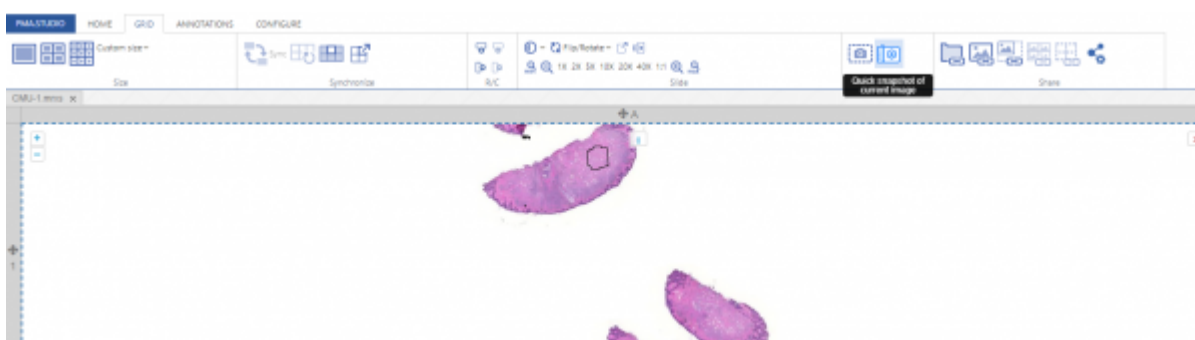 PMA.STUDIO HOME GRID ANNOTATIONS CONFIGURE
Custom size
Sync
Flip/Rotate
1X 2X 5X 10X 20X 40X 1:1
Size Synchronize R/C Slide Share
Quick snapshot of
current image
CMU-1.mrxs x
A
+
−
1